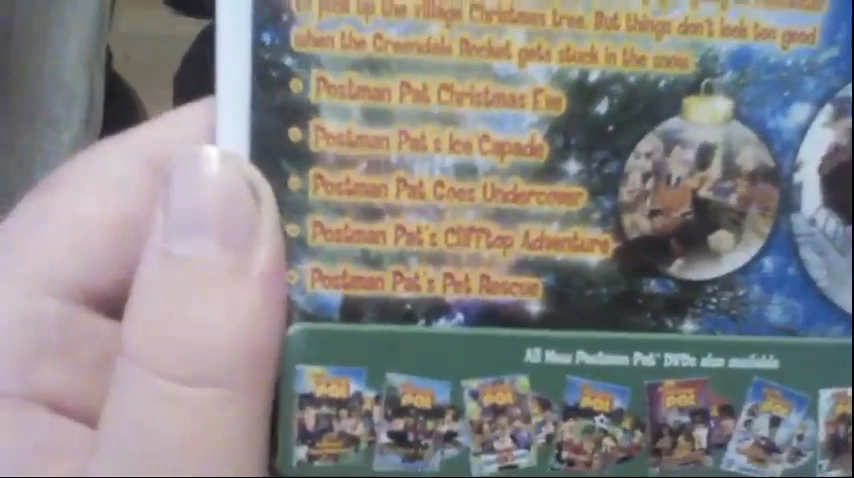 to pick up the village Christmas tree. But things don't look too good
when the Greendale Rocket gets stuck in the snow.
Postman Pat Christmas Eve
Postman Pat's Ice Capade
Postman Pat Goes Undercover
Postman Pat's Clifftop Adventure
Postman Pat's Pet Rescue
All New Postman Pat® DVDs also available